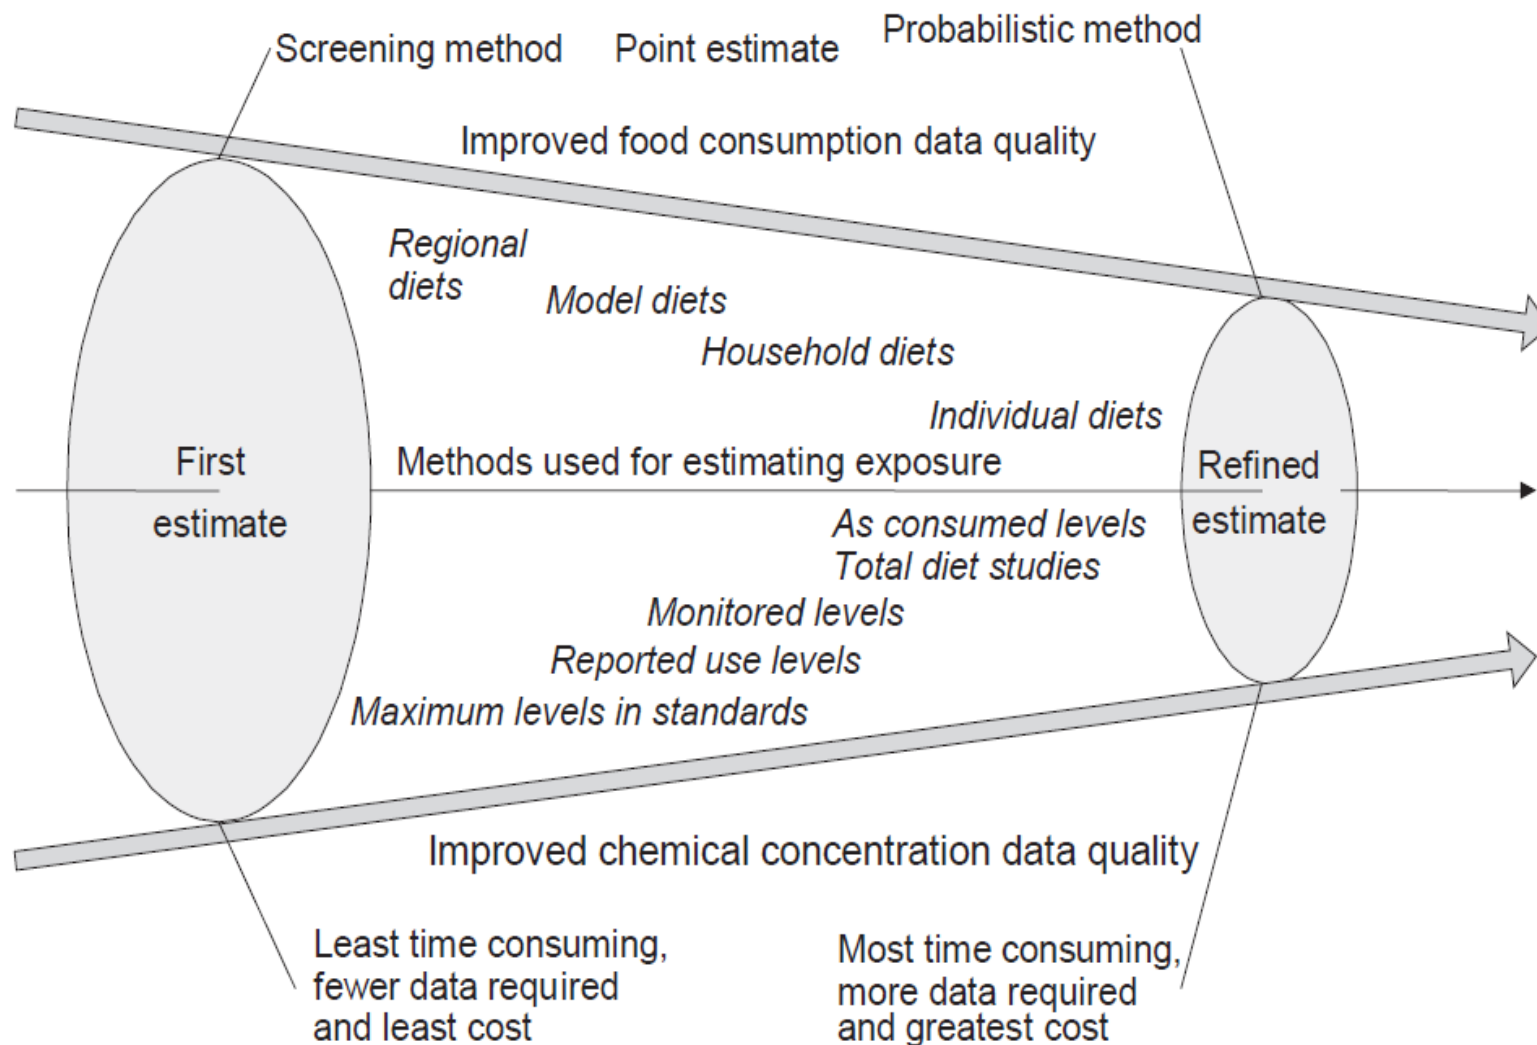 Screening method
Point estimate
Probabilistic method
Improved food consumption data quality
Regional
diets
Model diets
Household diets
Individual diets
First
estimate
Methods used for estimating exposure
Refined
estimate
As consumed levels
Total diet studies
Monitored levels
Reported use levels
Maximum levels in standards
Improved chemical concentration data quality
Least time consuming,
fewer data required
and least cost
Most time consuming,
more data required
and greatest cost